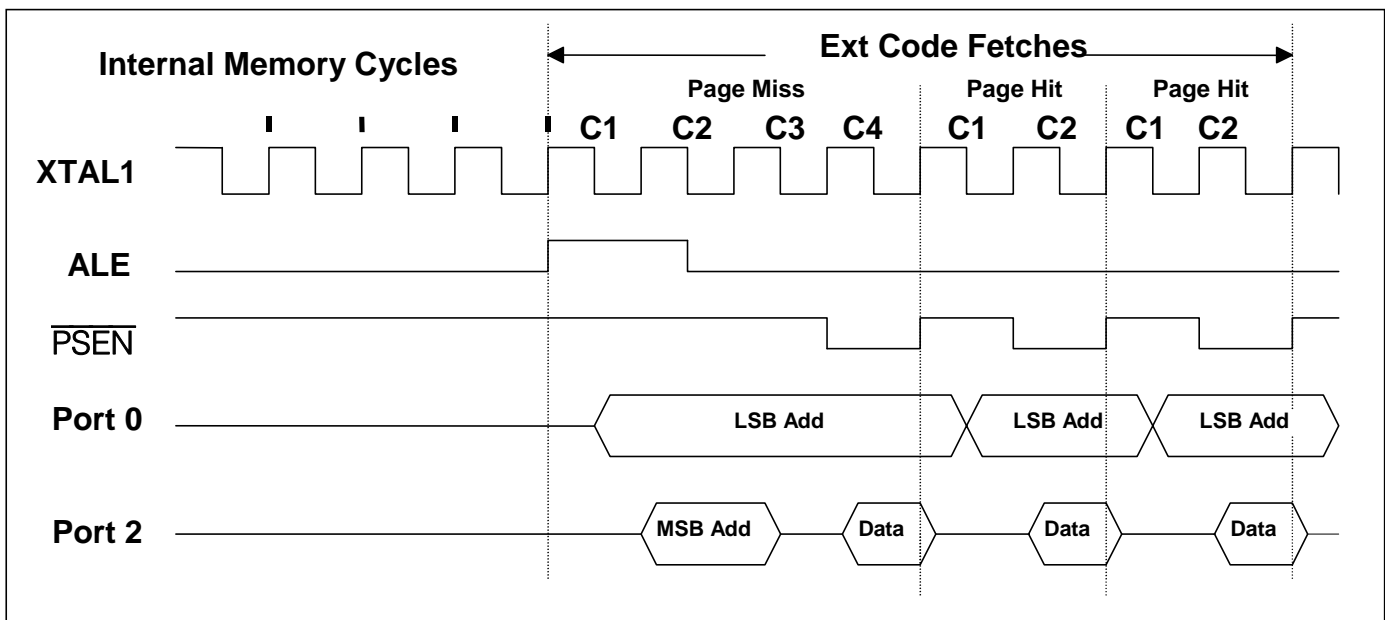 Internal Memory Cycles
Ext Code Fetches
Page Miss
Page Hit
Page Hit
C1 C2 C3 C4 C1 C2 C1 C2
XTAL1
ALE
PSEN
Port 0
LSB Add
LSB Add
LSB Add
Port 2
MSB Add
Data
Data
Data